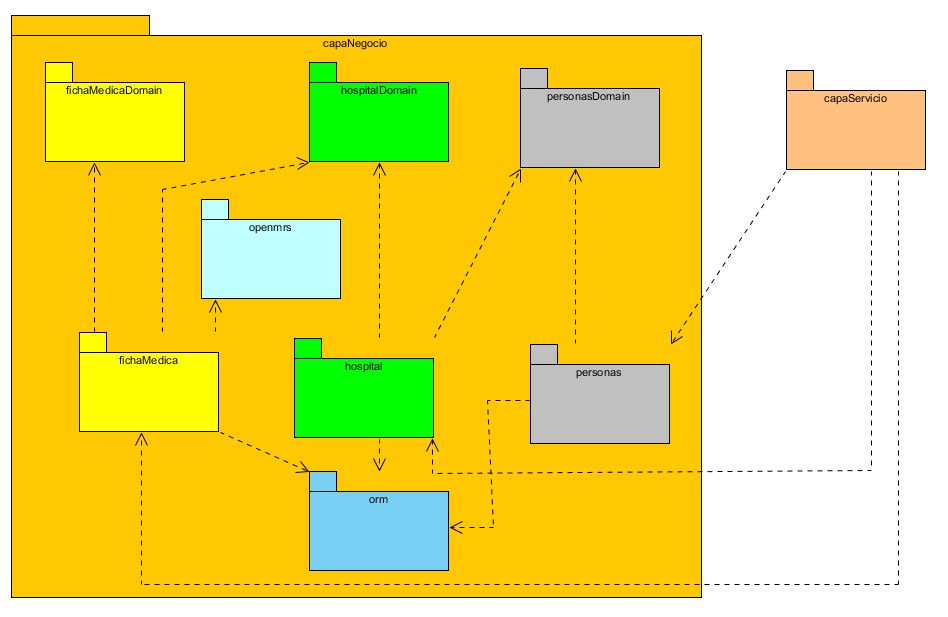 capaNegocio
fichaMedicaDomain
hospitalDomain
personasDomain
capaServicio
openmrs
fichaMedica
hospital
personas
orm